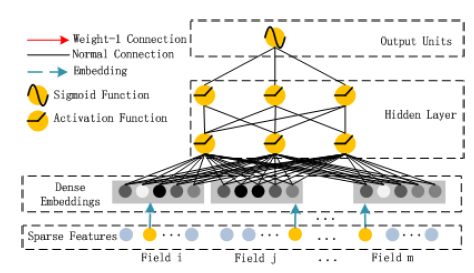 Weight-1 Connection
Normal Connection
Embedding
Sigmoid Function
Activation Function
Output Units
Hidden Layer
Dense
Embeddings
...
Sparse Features ... ... ... ...
Field i Field j ... Field m